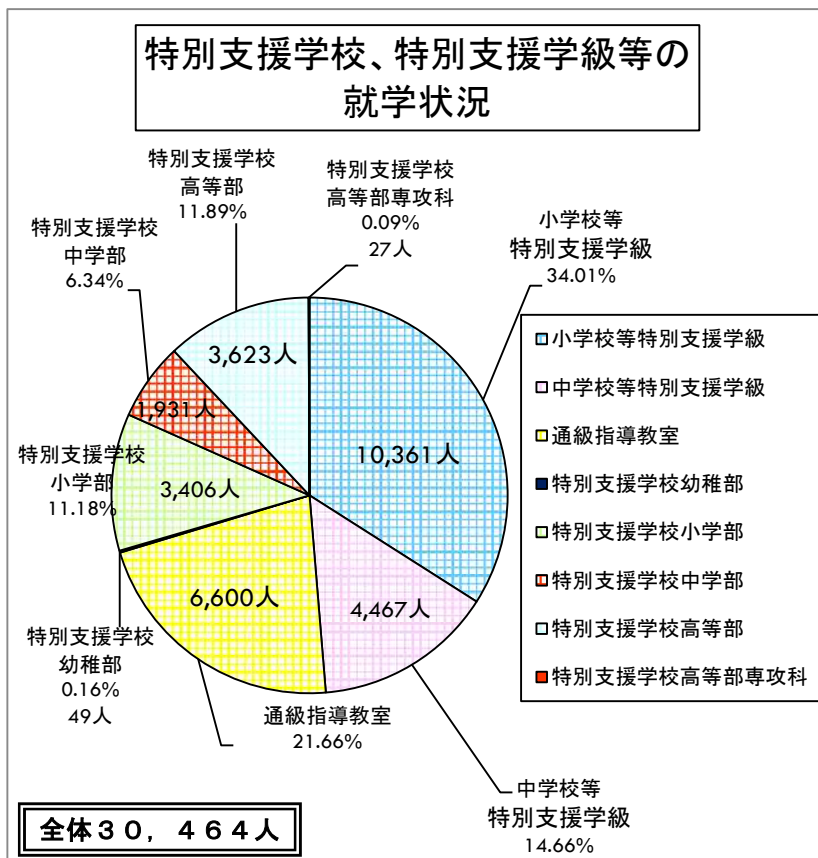 特別支援学校、特別支援学級等の
就学状況
特別支援学校
高等部
11.89%
特別支援学校
高等部専攻科
0.09%
27人
小学校等
特別支援学級
34.01%
特別支援学校
中学部
6.34%
3,623人
1,931人
10,361人
特別支援学校
小学部
11.18%
3,406人
6,600人
4,467人
特別支援学校
幼稚部
0.16%
49人
通級指導教室
21.66%
中学校等
特別支援学級
14.66%
小学校等特別支援学級
中学校等特別支援学級
通級指導教室
特別支援学校幼稚部
特別支援学校小学部
特別支援学校中学部
特別支援学校高等部
特別支援学校高等部専攻科
全体30,464人